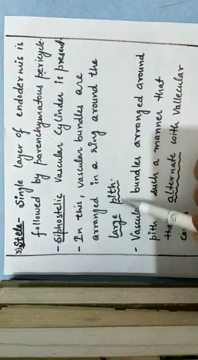 3) Stele - Single layer of endodermis is
followed by parenchymatous pericycle
- Siphostelic Vascular cylinder is present
- In this, vascular bundles are
arranged in a ring around the
large pith.
- Vascular bundles arranged around
pith such a manner that
the alternate with Vallecular